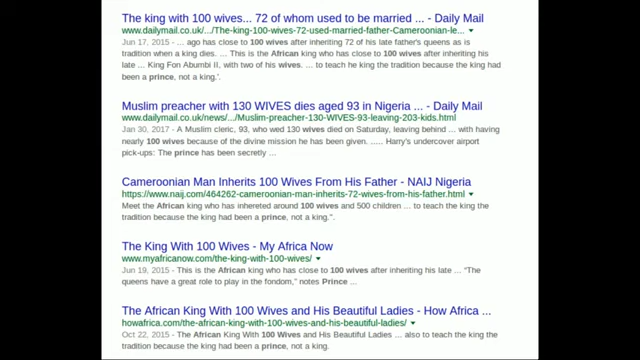 The king with 100 wives... 72 of whom used to be married ... - Daily Mail
www.dailymail.co.uk/.../The-king-100-wives-72-used-married-father-Cameroonian-le...
Jun 17, 2015 - ... ago has close to 100 wives after inheriting 72 of his late father's queens as is
tradition when a king dies. ... This is the African king who has close to 100 wives after inheriting his
late ... King Fon Abumbi II, with two of his wives. ... to teach he king the tradition because the king had
been a prince, not a king.'.
Muslim preacher with 130 WIVES dies aged 93 in Nigeria ... - Daily Mail
www.dailymail.co.uk/news/.../Muslim-preacher-130-WIVES-93-leaving-203-kids.html
Jan 30, 2017 - A Muslim cleric, 93, who wed 130 wives died on Saturday, leaving behind ... with having
nearly 100 wives because of the divine mission he has been given. ..... Harry's undercover airport
pick-ups: The prince has been secretly ...
Cameroonian Man Inherits 100 Wives From His Father - NAIJ Nigeria
https://www.naij.com/464262-cameroonian-man-inherits-72-wives-from-his-father.html
Meet the African king who has inhereted around 100 wives and 500 children ... to teach the king the
tradition because the king had been a prince, not a king.".
The King With 100 Wives - My Africa Now
www.myafricanow.com/the-king-with-100-wives/
Jun 19, 2015 - This is the African king who has close to 100 wives after inheriting his late ... "The
queens have a great role to play in the fondom," notes Prince ...
The African King With 100 Wives and His Beautiful Ladies - How Africa ...
howafrica.com/the-african-king-with-100-wives-and-his-beautiful-ladies/
Oct 22, 2015 - The African King With 100 Wives and His Beautiful Ladies ... also to teach the king the
tradition because the king had been a prince, not a king.